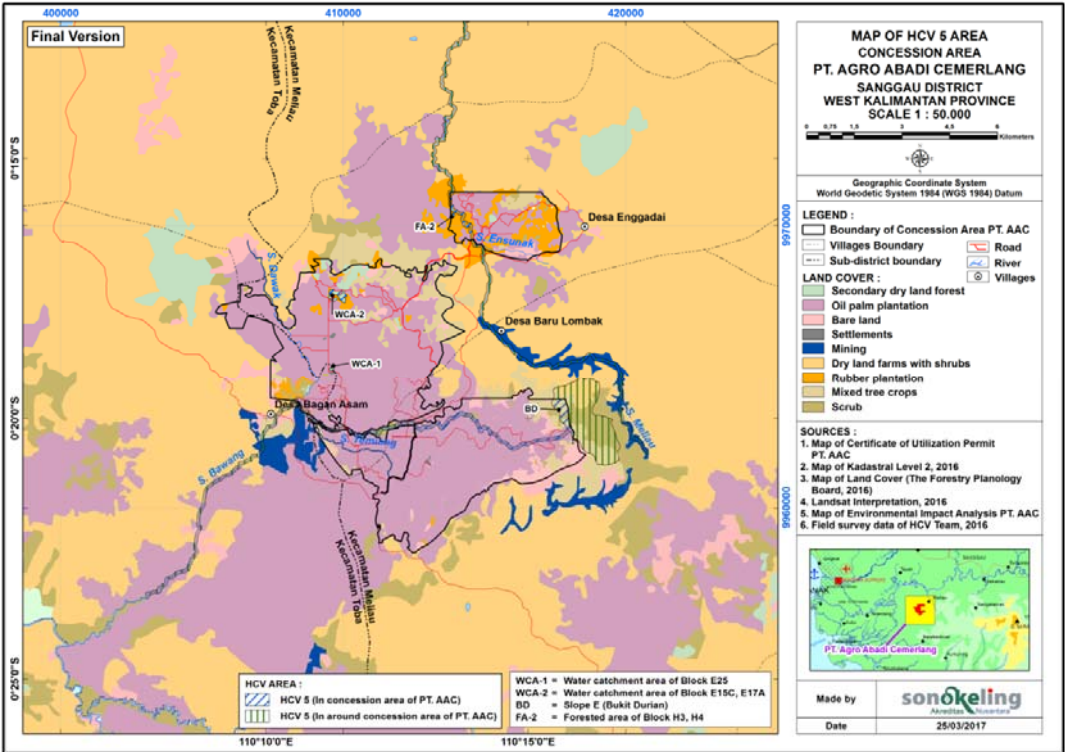 400000
410000
420000
Final Version
Kecamatan Meliau
Kecamatan Toba
0°15'0"S
9970000
Desa Enggadai
FA-2
S. Ensunak
S. Bawak
WCA-2
Desa Baru Lombak
WCA-1
Desa Bagan Asam
BD
0°20'0"S
S. Temuang
S. Meliau
S. Bawang
9960000
Kecamatan Meliau
Kecamatan Toba
0°25'0"S
110°10'0"E
110°15'0"E
HCV AREA :
HCV 5 (In concession area of PT. AAC)
HCV 5 (In around concession area of PT. AAC)
WCA-1 = Water catchment area of Block E25
WCA-2 = Water catchment area of Block E15C, E17A
BD = Slope E (Bukit Durian)
FA-2 = Forested area of Block H3, H4
MAP OF HCV 5 AREA
CONCESSION AREA
PT. AGRO ABADI CEMERLANG
SANGGAU DISTRICT
WEST KALIMANTAN PROVINCE
SCALE 1 : 50.000
0 0,75 1,5 3 4,5 6
Kilometers
Geographic Coordinate System
World Geodetic System 1984 (WGS 1984) Datum
LEGEND :
Boundary of Concession Area PT. AAC
Villages Boundary
Road
Sub-district boundary
River
LAND COVER :
Villages
Secondary dry land forest
Oil palm plantation
Bare land
Settlements
Mining
Dry land farms with shrubs
Rubber plantation
Mixed tree crops
Scrub
SOURCES :
1. Map of Certificate of Utilization Permit
PT. AAC
2. Map of Kadastral Level 2, 2016
3. Map of Land Cover (The Forestry Planology
Board, 2016)
4. Landsat Interpretation, 2016
5. Map of Environmental Impact Analysis PT. AAC
6. Field survey data of HCV Team, 2016
PT. Agro Abadi Cemerlang
Made by
sonokeling
Akreditas Nusantara
Date
25/03/2017